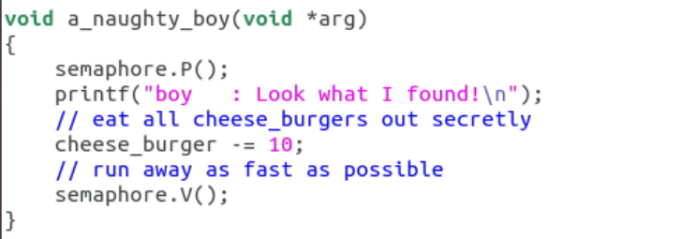 void a_naughty_boy(void *arg)
{
    semaphore.P();
    printf("boy   : Look what I found!\n");
    // eat all cheese_burgers out secretly
    cheese_burger -= 10;
    // run away as fast as possible
    semaphore.V();
}